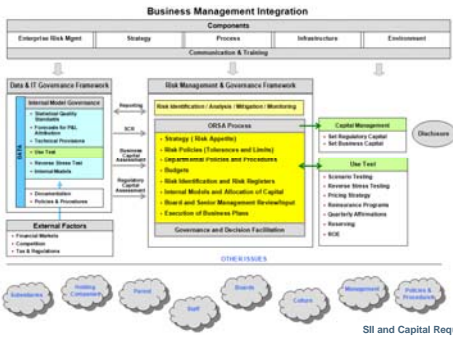 Business Management Integration
Components
Enterprise Risk Mgmt
Strategy
Process
Infrastructure
Environment
Communication & Training
Data & IT Governance Framework
Internal Model Governance
DATA
• Statistical Quality
Standards
• Forecasts for P&L
Attribution
• Technical Provisions
• Use Test
• Reverse Stress Test
• Internal Models
• Documentation
• Policies & Procedures
External Factors
• Financial Markets
• Competition
• Tax & Regulations
Reporting
SCR
Business
Capital
Assessment
Regulatory
Capital
Assessment
Risk Management & Governance Framework
Risk Identification / Analysis / Mitigation / Monitoring
ORSA Process
• Strategy ( Risk Appetite)
• Risk Policies (Tolerances and Limits)
• Departmental Policies and Procedures
• Budgets
• Risk Identification and Risk Registers
• Internal Models and Allocation of Capital
• Board and Senior Management Review/Input
• Execution of Business Plans
Governance and Decision Facilitation
Capital Management
• Set Regulatory Capital
• Set Business Capital
Disclosure
Use Test
• Scenario Testing
• Reverse Stress Testing
• Pricing Strategy
• Reinsurance Programs
• Quarterly Affirmations
• Reserving
OTHER ISSUES
Subsidiaries
Holding
Companies
Parent
Staff
Boards
Culture
Management
Policies &
Procedures
SII and Capital Req